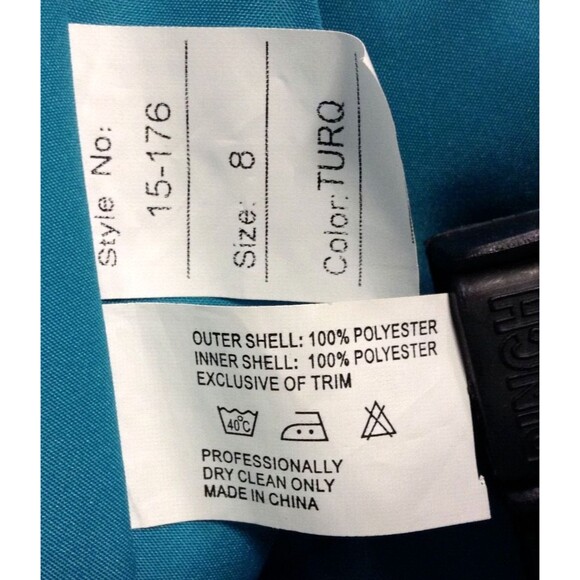 Style No:
15-176
Size: 8
Color: TURQ
OUTER SHELL: 100% POLYESTER
INNER SHELL: 100% POLYESTER
EXCLUSIVE OF TRIM
40°C
PROFESSIONALLY
DRY CLEAN ONLY
MADE IN CHINA